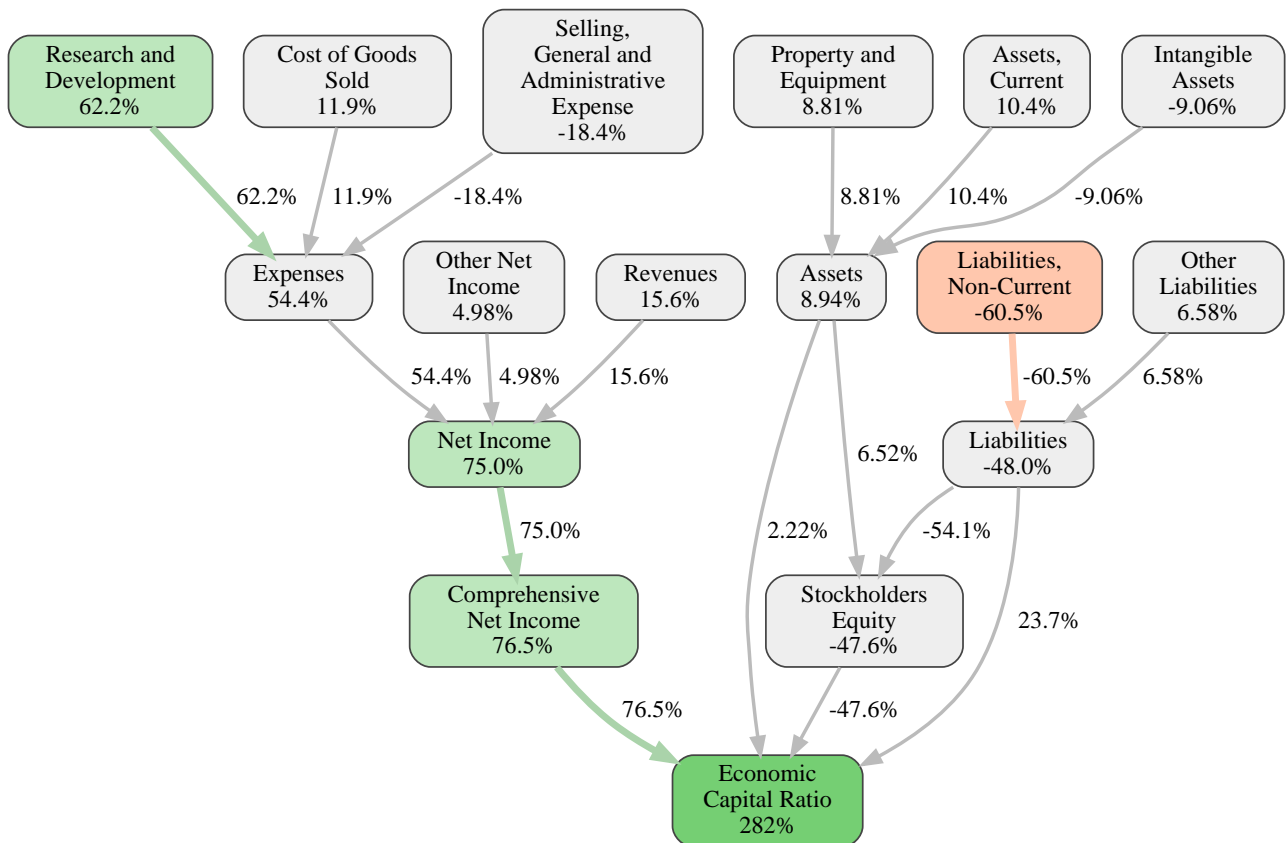 Research and
Development
62.2%
Cost of Goods
Sold
11.9%
Selling,
General and
Administrative
Expense
-18.4%
Property and
Equipment
8.81%
Assets,
Current
10.4%
Intangible
Assets
-9.06%
62.2%
11.9%
-18.4%
8.81%
10.4%
-9.06%
Expenses
54.4%
Other Net
Income
4.98%
Revenues
15.6%
Assets
8.94%
Liabilities,
Non-Current
-60.5%
Other
Liabilities
6.58%
54.4%
4.98%
15.6%
-60.5%
6.58%
Net Income
75.0%
6.52%
Liabilities
-48.0%
75.0%
2.22%
-54.1%
Comprehensive
Net Income
76.5%
Stockholders
Equity
-47.6%
23.7%
76.5%
-47.6%
Economic
Capital Ratio
282%